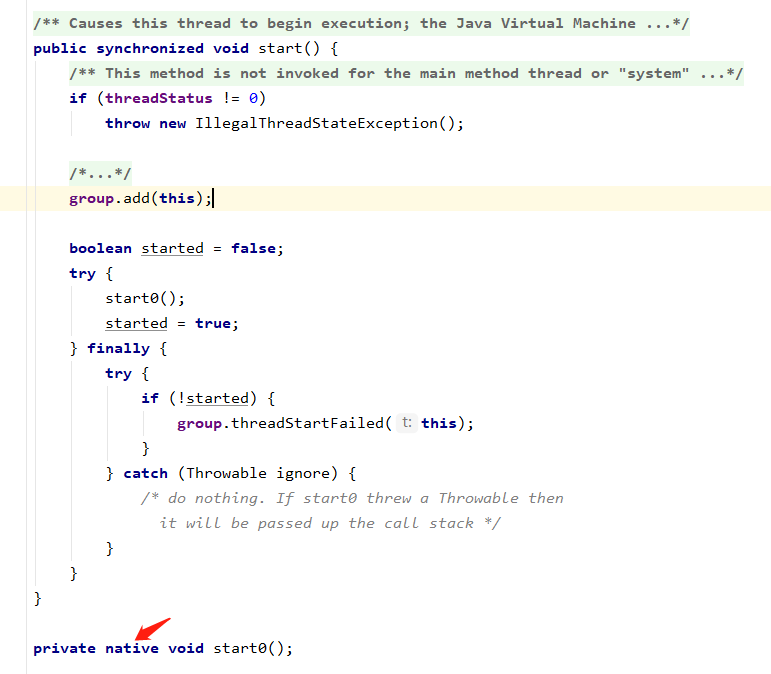 /** Causes this thread to begin execution; the Java Virtual Machine ...*/
public synchronized void start() {
/** This method is not invoked for the main method thread or "system" ...*/
if (threadStatus != 0)
throw new IllegalThreadStateException();
/*...*/
group.add(this);
boolean started = false;
try {
start0();
started = true;
} finally {
try {
if (!started) {
group.threadStartFailed( t: this);
}
} catch (Throwable ignore) {
/* do nothing. If start0 threw a Throwable then
it will be passed up the call stack */
}
}
}
private native void start0();